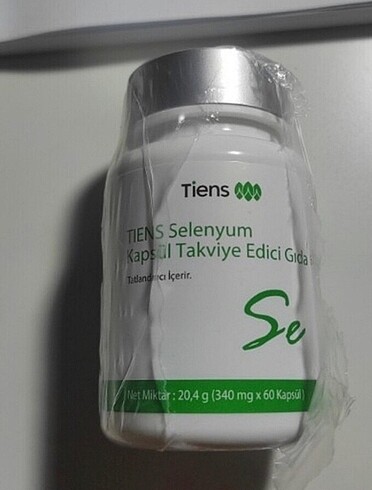 Tiens
TIENS Selenyum
Kapsül Takviye Edici Gıda
Tatlandırıcı İçerir.
Se
Net Miktar : 20,4 g (340 mg x 60 Kapsül)